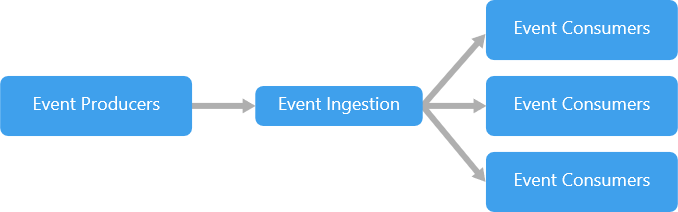 Event Consumers
Event Producers
Event Ingestion
Event Consumers
Event Consumers